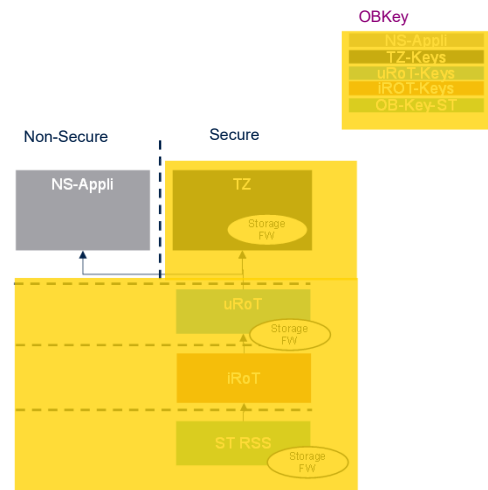 OBKey
NS-Appli
TZ-Keys
uRoT-Keys
iROT-Keys
OB-Key-ST
Non-Secure
Secure
NS-Appli
TZ
Storage
FW
uRoT
Storage
FW
iRoT
ST RSS
Storage
FW